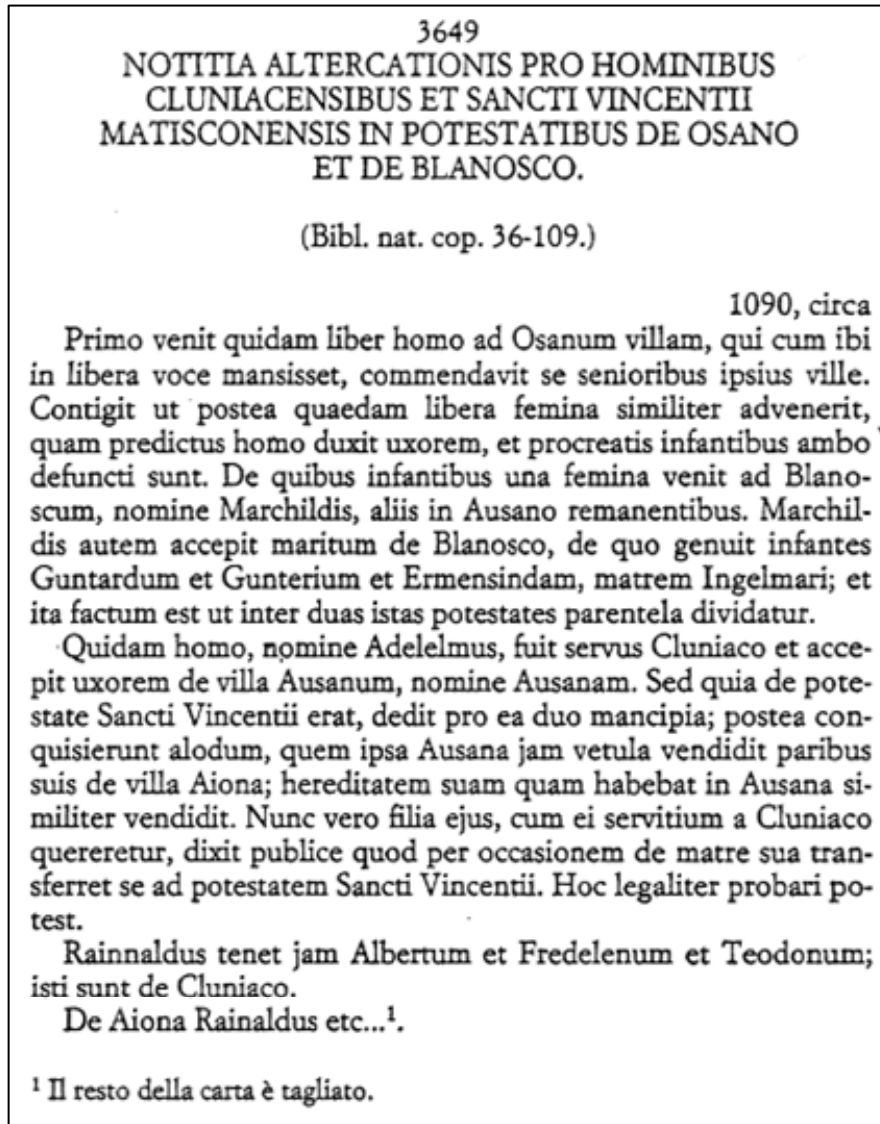 3649
NOTITIA ALTERCATIONIS PRO HOMINIBUS
CLUNIACENSIBUS ET SANCTI VINCENTII
MATISCONENSIS IN POTESTATIBUS DE OSANO
ET DE BLANOSCO.
(Bibl. nat. cop. 36-109.)
1090, circa
Primo venit quidam liber homo ad Osanum villam, qui cum ibi
in libera voce mansisset, commendavit se senioribus ipsius ville.
Contigit ut postea quaedam libera femina similiter advenerit,
quam predictus homo duxit uxorem, et procreatis infantibus ambo
defuncti sunt. De quibus infantibus una femina venit ad Blano-
scum, nomine Marchildis, aliis in Ausano remanentibus. Marchil-
dis autem accepit maritum de Blanosco, de quo genuit infantes
Guntardum et Gunterium et Ermensindam, matrem Ingelmari; et
ita factum est ut inter duas istas potestates parentela dividatur.
Quidam homo, nomine Adelelmus, fuit servus Cluniaco et acce-
pit uxorem de villa Ausanum, nomine Ausanam. Sed quia de pote-
state Sancti Vincentii erat, dedit pro ea duo mancipia; postea con-
quisierunt alodum, quem ipsa Ausana jam vetula vendidit paribus
suis de villa Aiona; hereditatem suam quam habebat in Ausana si-
militer vendidit. Nunc vero filia ejus, cum ei servitium a Cluniaco
quereretur, dixit publice quod per occasionem de matre sua tran-
sferret se ad potestatem Sancti Vincentii. Hoc legaliter probari po-
test.
Rainnaldus tenet jam Albertum et Fredelenum et Teodonum;
isti sunt de Cluniaco.
De Aiona Rainaldus etc...¹.
¹ Il resto della carta è tagliato.